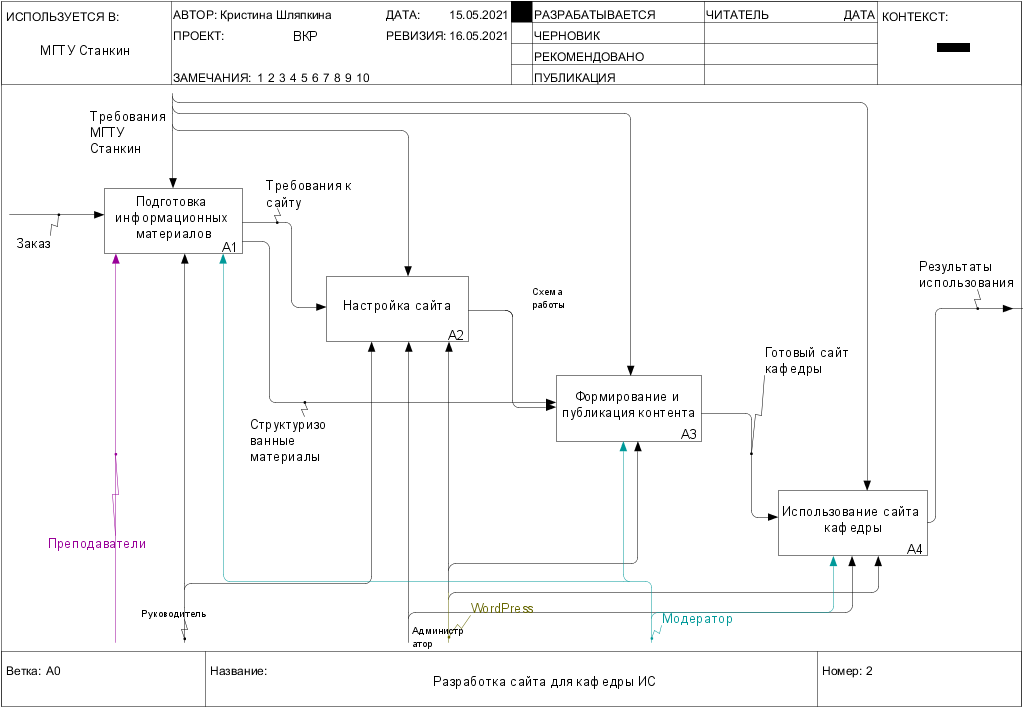 ИСПОЛЬЗУЕТСЯ В:
МГТУ Станкин
АВТОР: Кристина Шляпкина
ДАТА: 15.05.2021
ПРОЕКТ: ВКР
РЕВИЗИЯ: 16.05.2021
ЗАМЕЧАНИЯ: 1 2 3 4 5 6 7 8 9 10
РАЗРАБАТЫВАЕТСЯ
ЧЕРНОВИК
РЕКОМЕНДОВАНО
ПУБЛИКАЦИЯ
ЧИТАТЕЛЬ
ДАТА
КОНТЕКСТ:
Требования
МГТУ
Станкин
Заказ
Подготовка
информационных
материалов
A1
Требования к
сайту
Настройка сайта
A2
Схема
работы
Структуризо
ванные
материалы
Формирование и
публикация контента
A3
Готовый сайт
кафедры
Результаты
использования
Использование сайта
кафедры
A4
Преподаватели
Руководитель
Администр
атор
WordPress
Модератор
Ветка: A0
Название:
Разработка сайта для кафедры ИС
Номер: 2